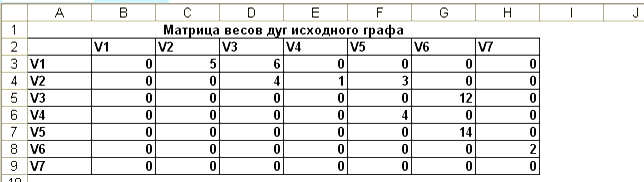 A B C D E F G H I J
1 Матрица весов дуг исходного графа
2 V1 V2 V3 V4 V5 V6 V7
3 V1 0 5 6 0 0 0 0
4 V2 0 0 4 1 3 0 0
5 V3 0 0 0 0 0 12 0
6 V4 0 0 0 0 4 0 0
7 V5 0 0 0 0 0 14 0
8 V6 0 0 0 0 0 0 2
9 V7 0 0 0 0 0 0 0